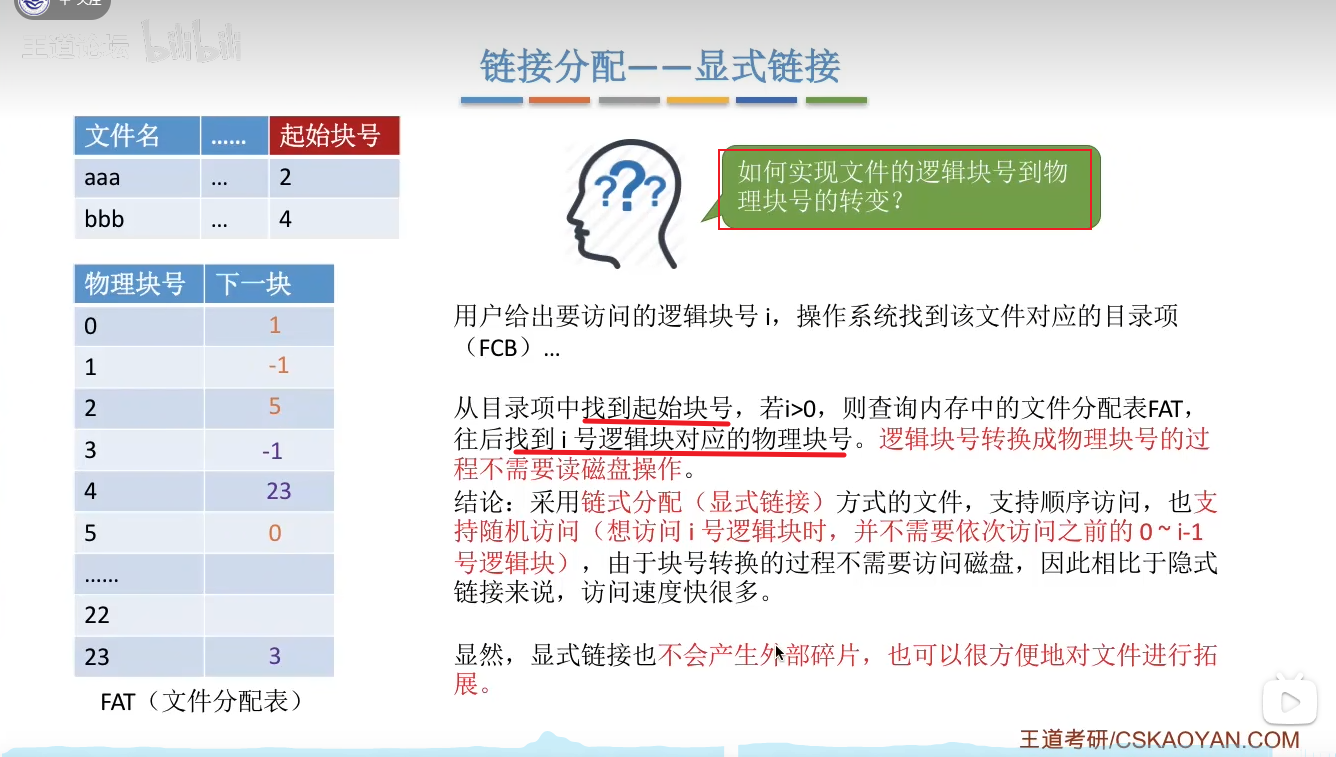 王道论坛 bilibili
链接分配——显式链接
文件名 …… 起始块号
aaa … 2
bbb … 4
物理块号 下一块
0 1
1 -1
2 5
3 -1
4 23
5 0
……
22
23 3
FAT（文件分配表）
???
如何实现文件的逻辑块号到物
理块号的转变？
用户给出要访问的逻辑块号 i，操作系统找到该文件对应的目录项
（FCB）…
从目录项中找到起始块号，若i>0，则查询内存中的文件分配表FAT，
往后找到 i 号逻辑块对应的物理块号。逻辑块号转换成物理块号的过
程不需要读磁盘操作。
结论：采用链式分配（显式链接）方式的文件，支持顺序访问，也支
持随机访问（想访问 i 号逻辑块时，并不需要依次访问之前的 0 ~ i-1
号逻辑块），由于块号转换的过程不需要访问磁盘，因此相比于隐式
链接来说，访问速度快很多。
显然，显式链接也不会产生外部碎片，也可以很方便地对文件进行拓
展。
王道考研/CSKAOYAN.COM